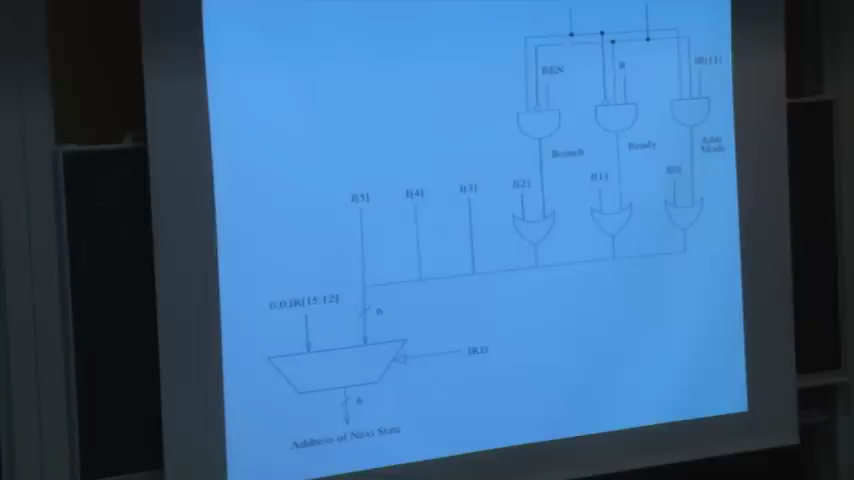 BEN
R
IR[11]
Branch
Ready
Addr.
Mode
J[5]
J[4]
J[3]
J[2]
J[1]
J[0]
0,0,IR[15:12]
6
IRD
6
Address of Next State